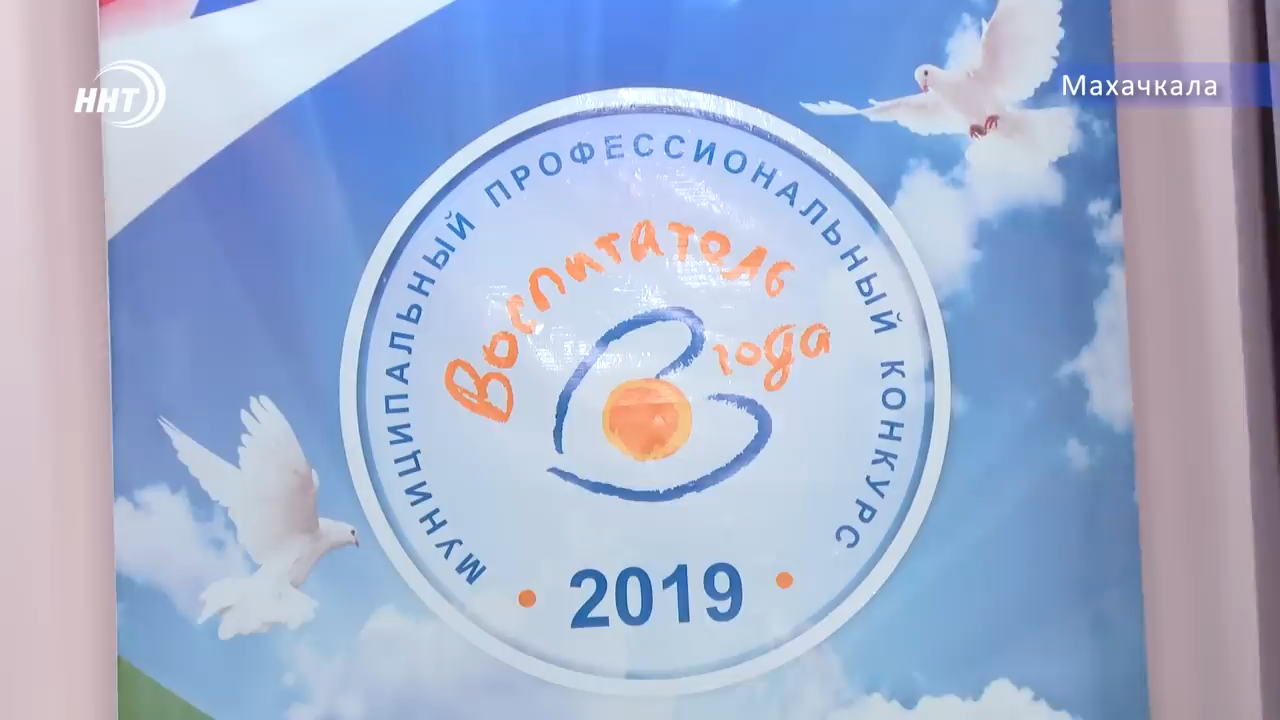 ННТ
Махачкала
МУНИЦИПАЛЬНЫЙ ПРОФЕССИОНАЛЬНЫЙ КОНКУРС
Воспитатель
года
2019